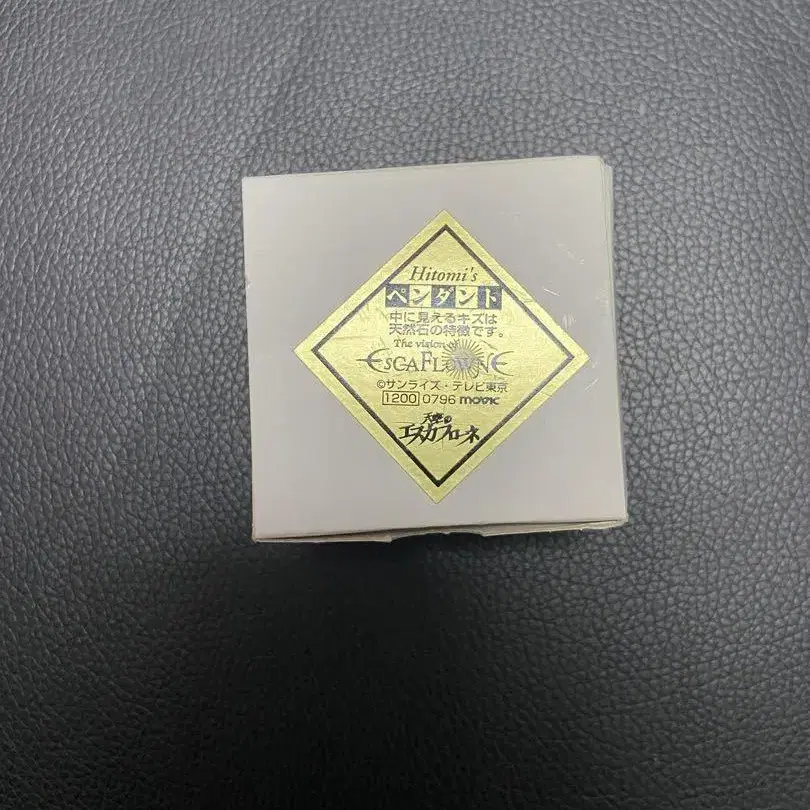 Hitomi's
ペンダント
中に見えるキズは
天然石の特徴です。
The vision of
ESCAFLOWNE
©サンライズ・テレビ東京
1200 0796 movic
天空の
エスカフローネ